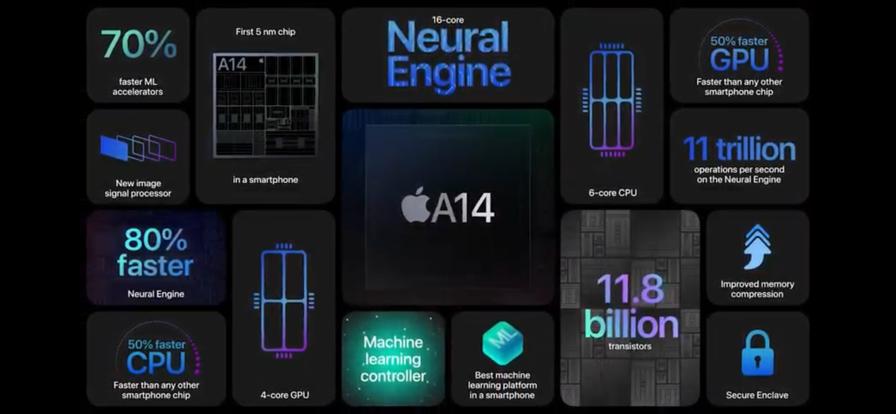 70%
faster ML
accelerators
First 5 nm chip
A14
in a smartphone
16-core
Neural
Engine
6-core CPU
50% faster
GPU
Faster than any other
smartphone chip
New image
signal processor
A14
11 trillion
operations per second
on the Neural Engine
80%
faster
Neural Engine
4-core GPU
11.8
billion
transistors
Improved memory
compression
50% faster
CPU
Faster than any other
smartphone chip
Machine
learning
controller
ML
Best machine
learning platform
in a smartphone
Secure Enclave